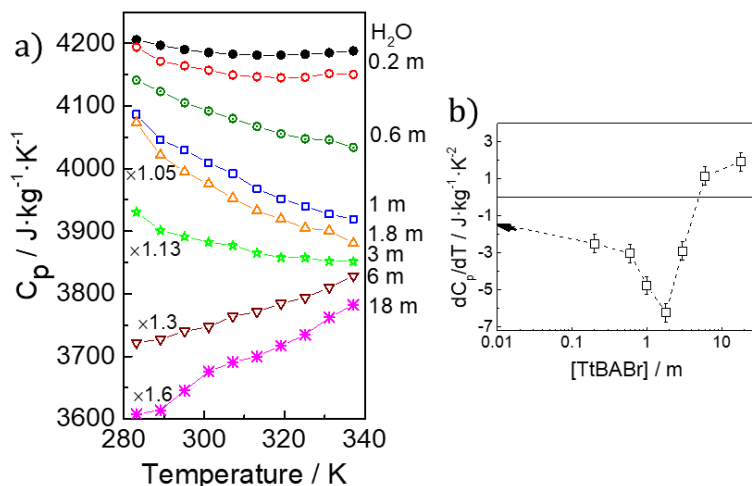 a)
C_p / J·kg⁻¹·K⁻¹
4200
4100
4000
3900
3800
3700
3600
280
300
320
340
Temperature / K
H₂O
0.2 m
0.6 m
1 m
1.8 m
3 m
6 m
18 m
×1.05
×1.13
×1.3
×1.6
b)
dC_p/dT / J·kg⁻¹·K⁻²
3
1
-1
-3
-5
-7
0.01
0.1
1
10
[TtBABr] / m